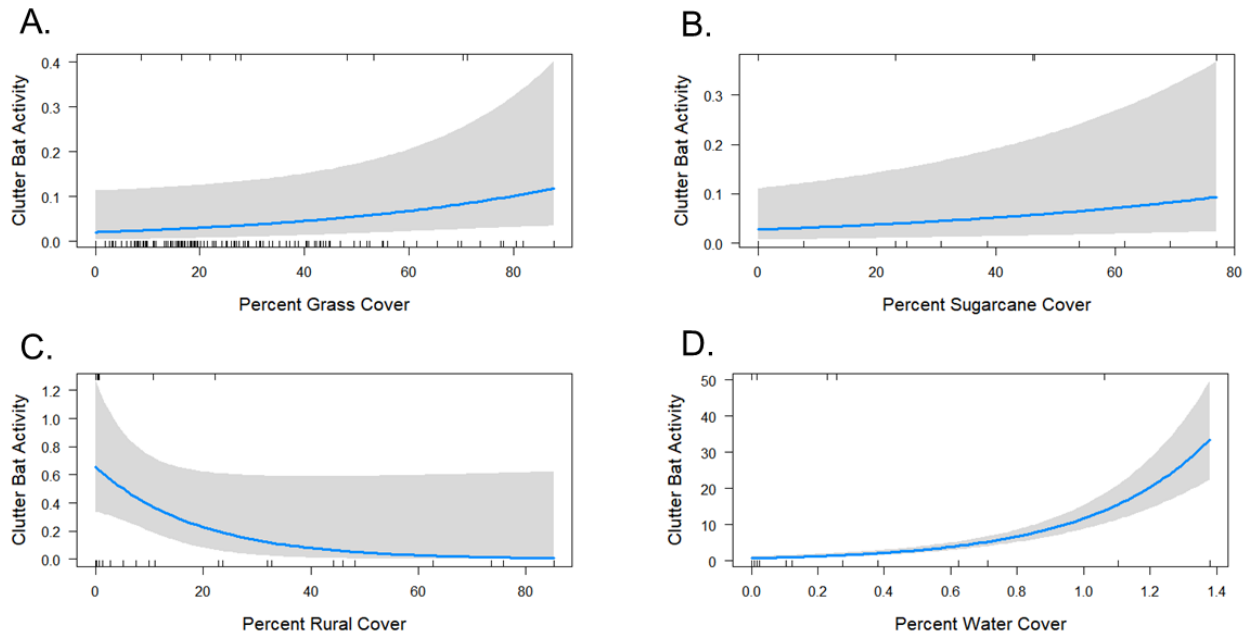 A.
Clutter Bat Activity
0.4
0.3
0.2
0.1
0.0
0 20 40 60 80
Percent Grass Cover
B.
Clutter Bat Activity
0.3
0.2
0.1
0.0
0 20 40 60 80
Percent Sugarcane Cover
C.
Clutter Bat Activity
1.2
1.0
0.8
0.6
0.4
0.2
0.0
0 20 40 60 80
Percent Rural Cover
D.
Clutter Bat Activity
50
40
30
20
10
0
0.0 0.2 0.4 0.6 0.8 1.0 1.2 1.4
Percent Water Cover